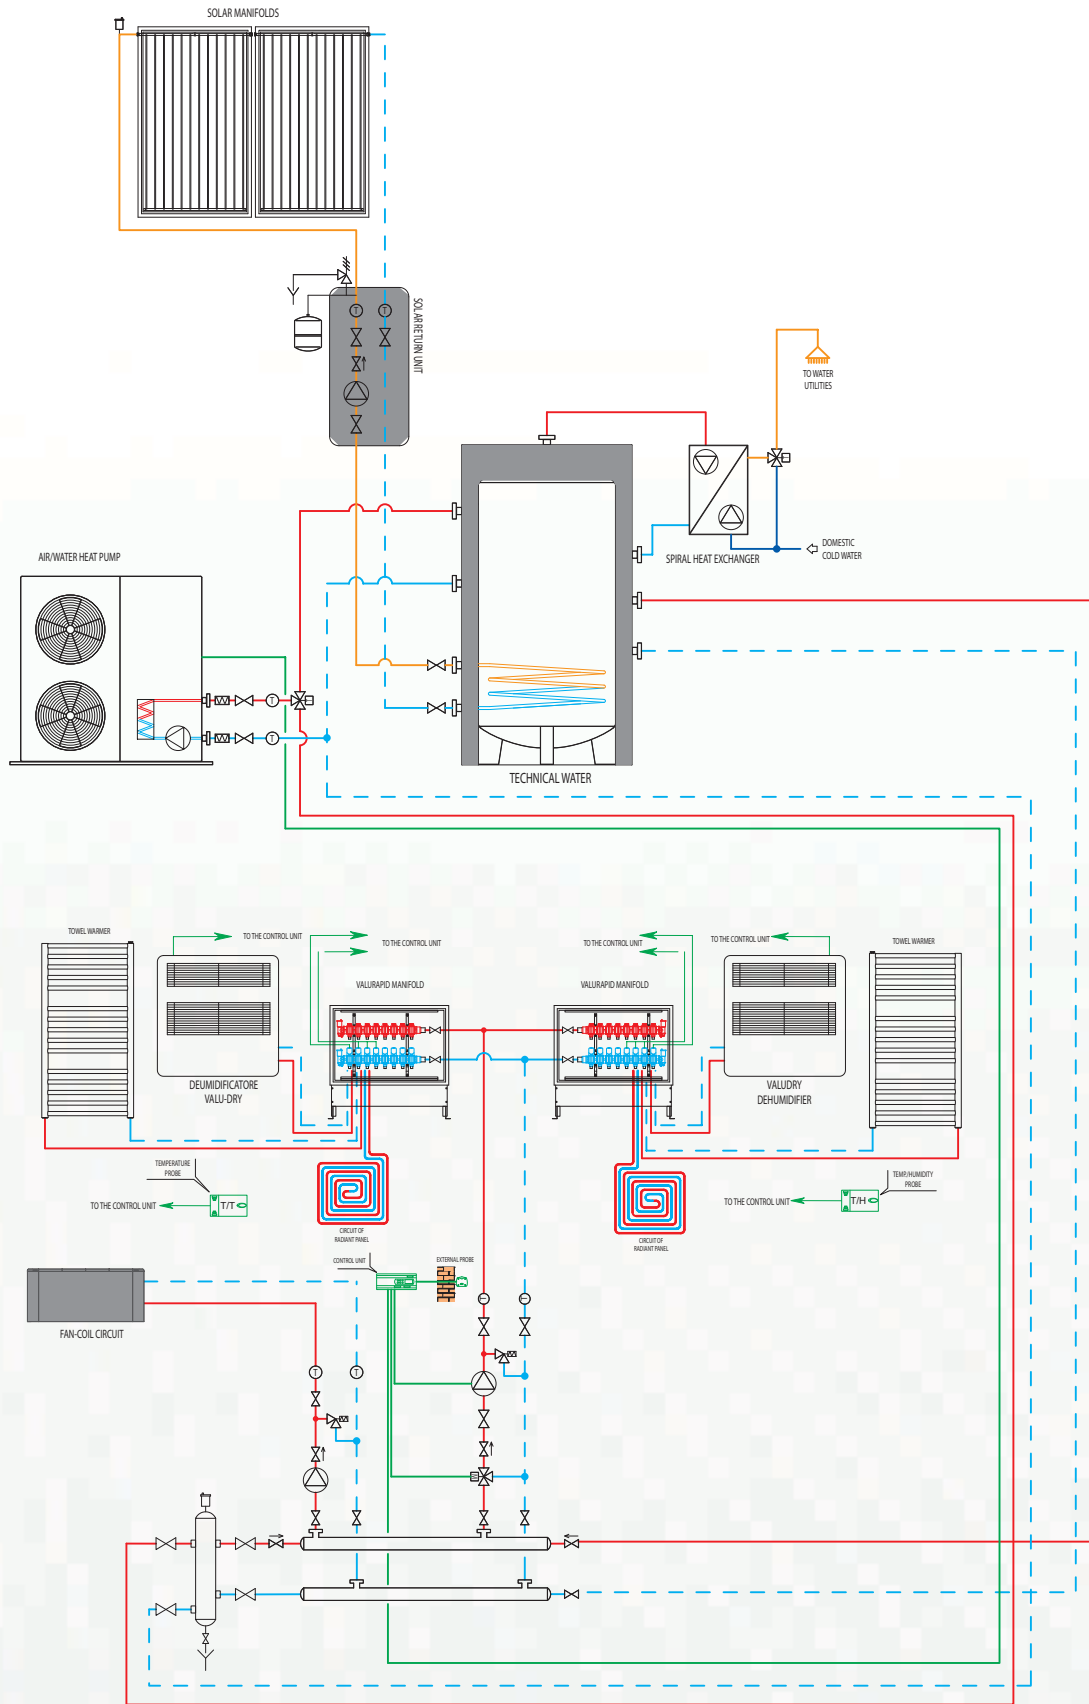 SOLAR MANIFOLDS
SOLAR RETURN UNIT
T
T
TO WATER
UTILITIES
AIR/WATER HEAT PUMP
SPIRAL HEAT EXCHANGER
DOMESTIC
COLD WATER
T
T
TECHNICAL WATER
TOWEL WARMER
TO THE CONTROL UNIT
TO THE CONTROL UNIT
TO THE CONTROL UNIT
TO THE CONTROL UNIT
TOWEL WARMER
VALURAPID MANIFOLD
VALURAPID MANIFOLD
DEUMIDIFICATORE
VALU-DRY
VALUDRY
DEHUMIDIFIER
TEMPERATURE
PROBE
TO THE CONTROL UNIT
T/T
CIRCUIT OF
RADIANT PANEL
CIRCUIT OF
RADIANT PANEL
TEMP./HUMIDITY
PROBE
TO THE CONTROL UNIT
T/H
CONTROL UNIT
EXTERNAL PROBE
T
T
FAN-COIL CIRCUIT
T
T